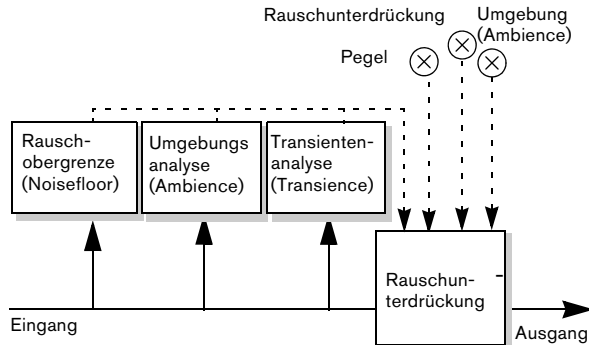 Rauschunterdrückung
Umgebung
(Ambience)
Pegel
Rausch-
obergrenze
(Noisefloor)
Umgebungs
analyse
(Ambience)
Transienten-
analyse
(Transience)
Rauschun-
terdrückung
Eingang
Ausgang